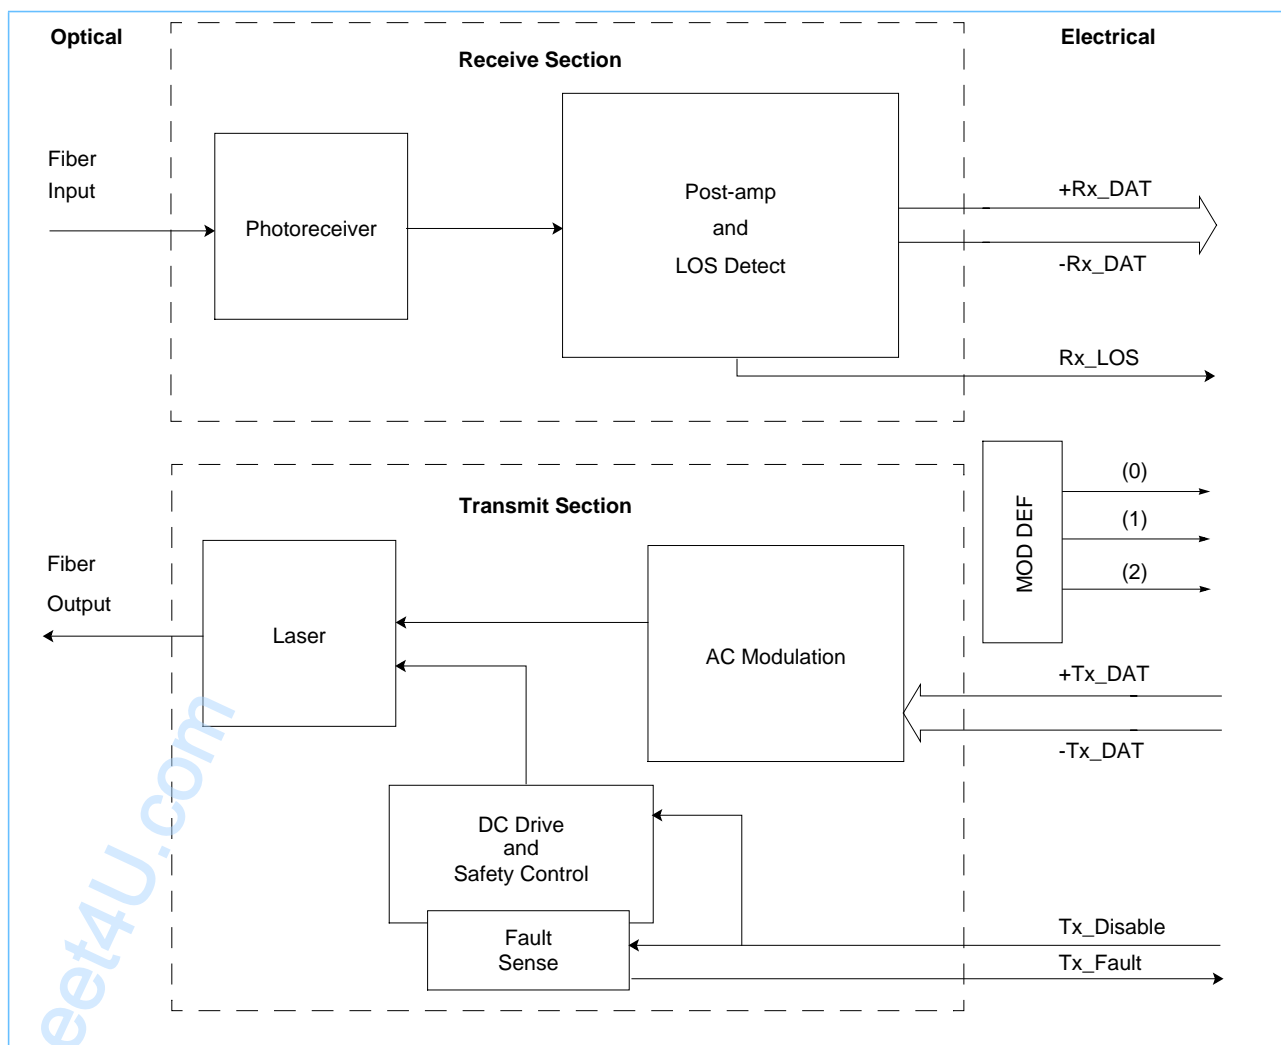 Optical
Electrical
Receive Section
Fiber
Input
Photoreceiver
Post-amp
and
LOS Detect
+Rx_DAT
-Rx_DAT
Rx_LOS
Transmit Section
MOD DEF
(0)
(1)
(2)
Fiber
Output
Laser
AC Modulation
+Tx_DAT
-Tx_DAT
DC Drive
and
Safety Control
Fault
Sense
Tx_Disable
Tx_Fault
eet4U.com